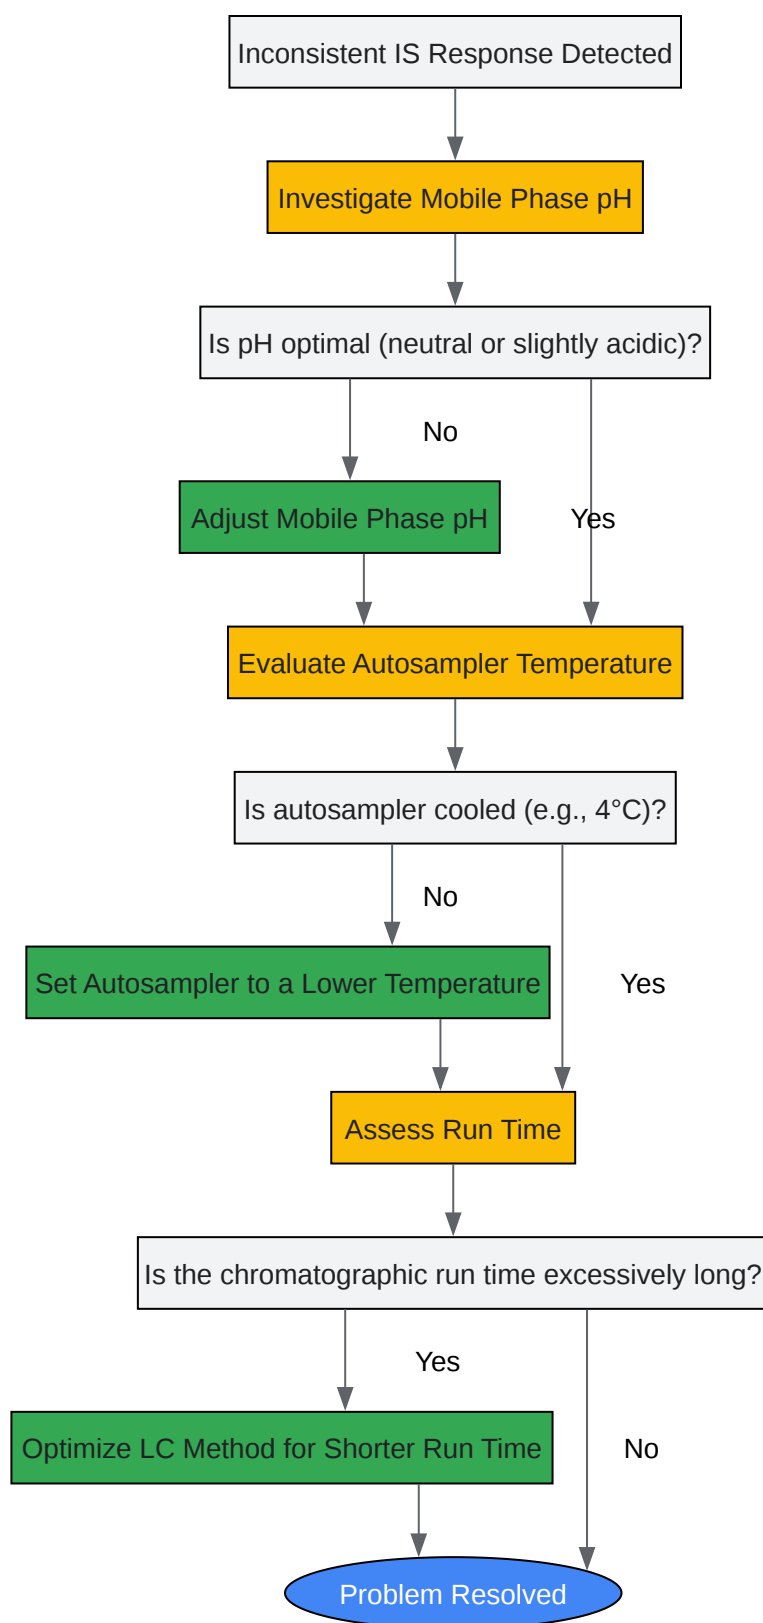 Inconsistent IS Response Detected
Investigate Mobile Phase pH
Is pH optimal (neutral or slightly acidic)?
No
Adjust Mobile Phase pH
Yes
Evaluate Autosampler Temperature
Is autosampler cooled (e.g., 4°C)?
No
Set Autosampler to a Lower Temperature
Yes
Assess Run Time
Is the chromatographic run time excessively long?
Yes
Optimize LC Method for Shorter Run Time
No
Problem Resolved